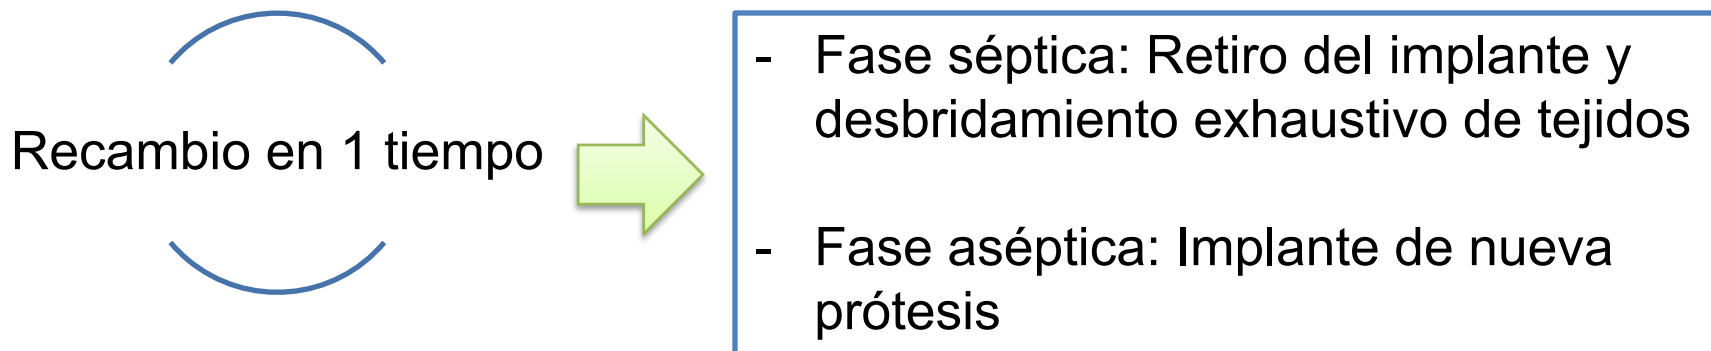 Recambio en 1 tiempo
- Fase séptica: Retiro del implante y
desbridamiento exhaustivo de tejidos
- Fase aséptica: Implante de nueva
prótesis